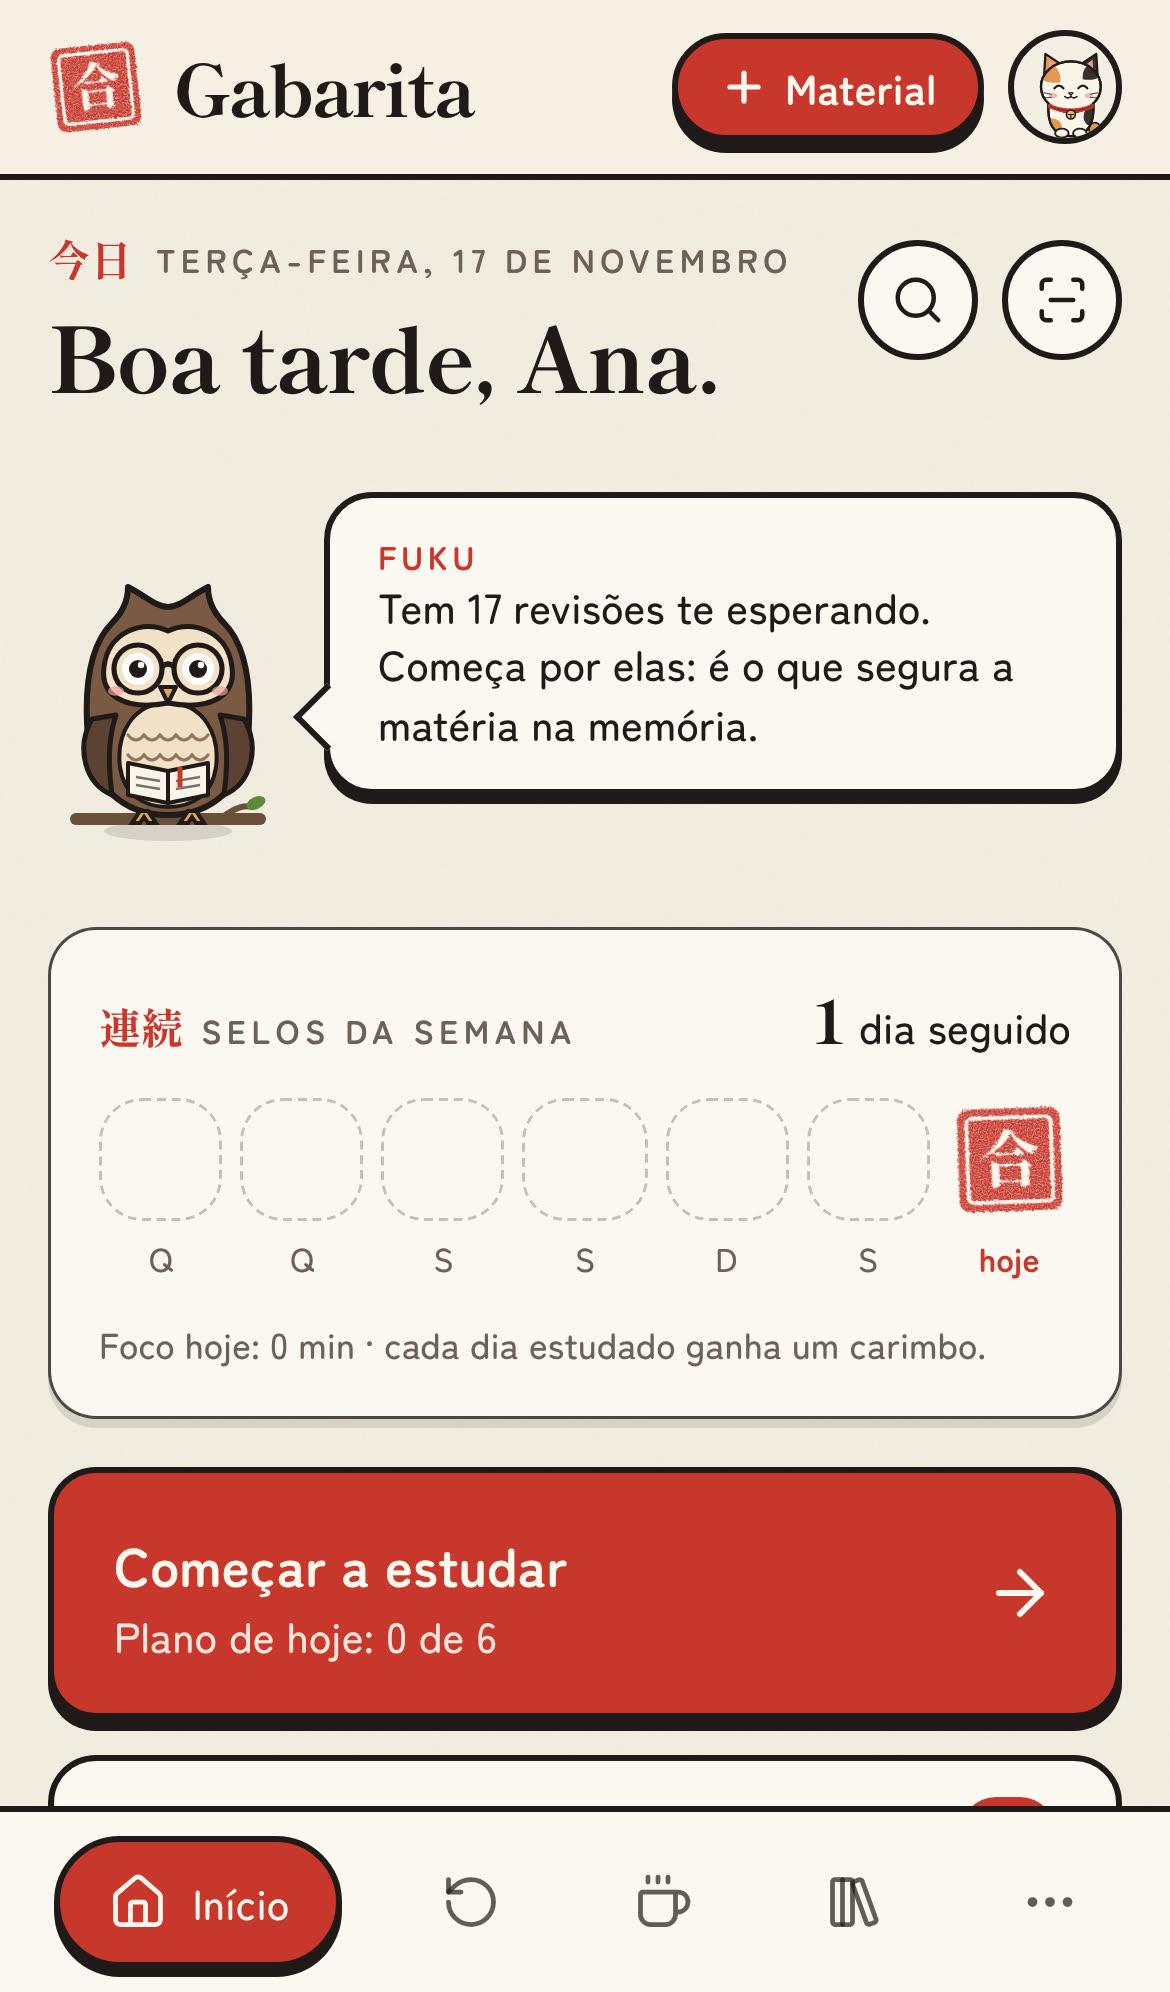 合 Gabarita
+ Material
今日 TERÇA-FEIRA, 17 DE NOVEMBRO
Boa tarde, Ana.
FUKU
Tem 17 revisões te esperando.
Começa por elas: é o que segura a
matéria na memória.
連続 SELOS DA SEMANA
1 dia seguido
合
Q Q S S D S hoje
Foco hoje: 0 min · cada dia estudado ganha um carimbo.
Começar a estudar
Plano de hoje: 0 de 6
Início